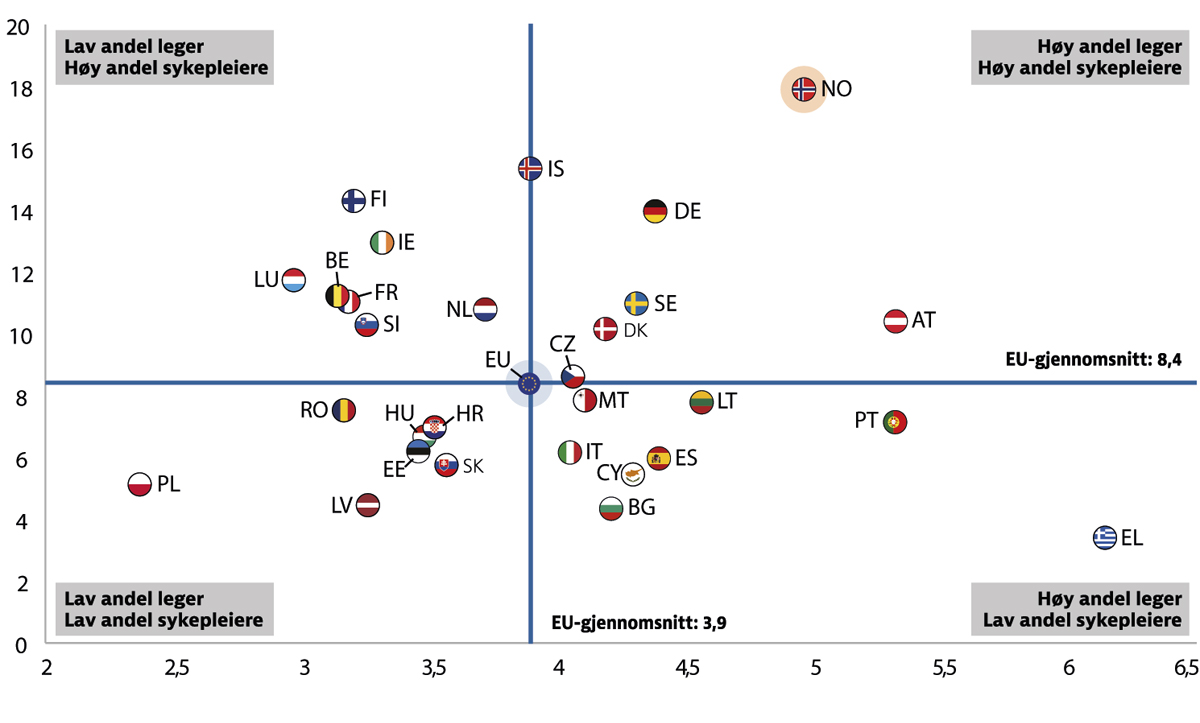 20
Lav andel leger
Høy andel sykepleiere
Høy andel leger
Høy andel sykepleiere
18
NO
16
IS
FI
14
DE
IE
BE
12
LU
FR
SE
NL
SI
DK
AT
10
CZ
EU
EU-gjennomsnitt: 8,4
8
MT
LT
RO
HU
HR
PT
6
IT
ES
EE
SK
CY
PL
LV
BG
4
EL
2
Lav andel leger
Lav andel sykepleiere
EU-gjennomsnitt: 3,9
Høy andel leger
Lav andel sykepleiere
0
2
2,5
3
3,5
4
4,5
5
5,5
6
6,5